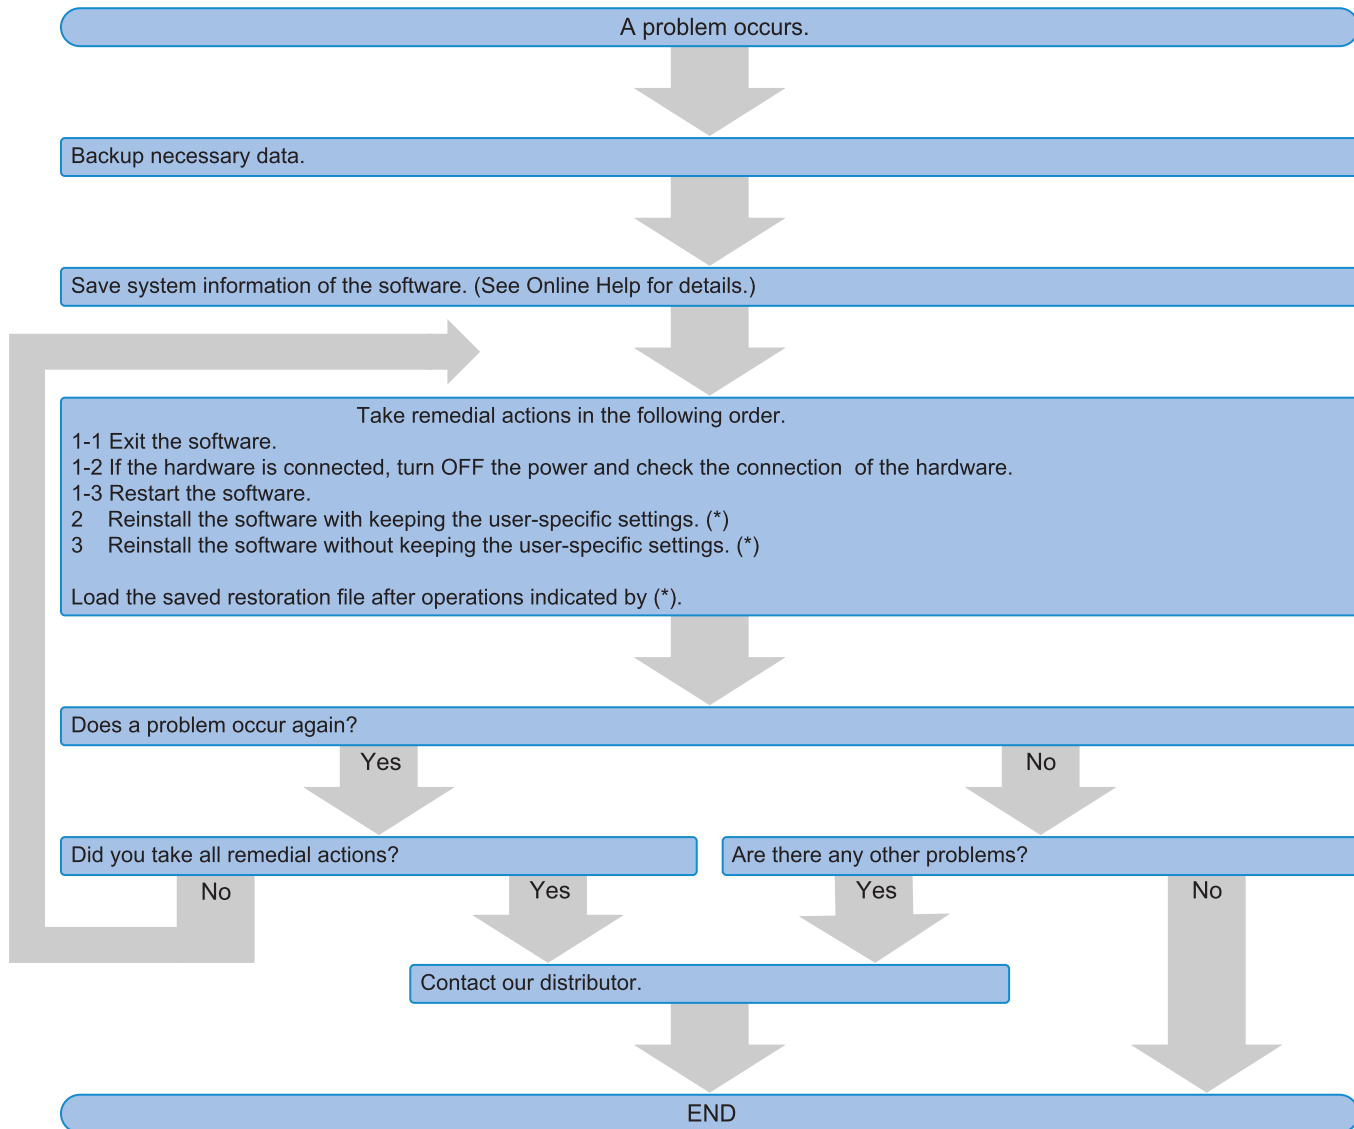 A problem occurs.
Backup necessary data.
Save system information of the software. (See Online Help for details.)
Take remedial actions in the following order.
1-1 Exit the software.
1-2 If the hardware is connected, turn OFF the power and check the connection  of the hardware.
1-3 Restart the software.
2    Reinstall the software with keeping the user-specific settings. (*)
3    Reinstall the software without keeping the user-specific settings. (*)
Load the saved restoration file after operations indicated by (*).
Does a problem occur again?
Yes
No
Did you take all remedial actions?
Are there any other problems?
No
Yes
Yes
No
Contact our distributor.
END